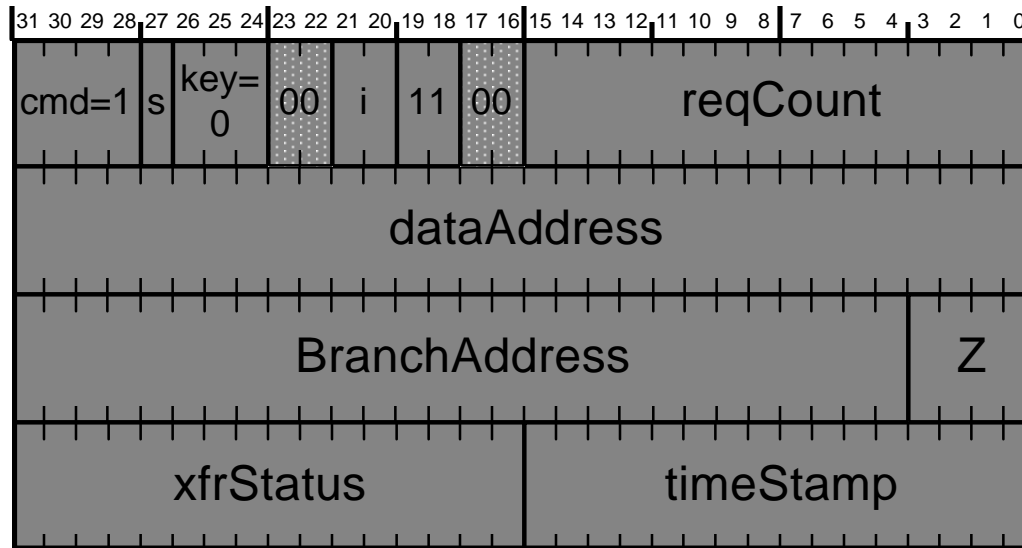 31 30 29 28 27 26 25 24 23 22 21 20 19 18 17 16 15 14 13 12 11 10 9 8 7 6 5 4 3 2 1 0
cmd=1 s key=0 00 i 11 00 reqCount
dataAddress
BranchAddress Z
xfrStatus timeStamp